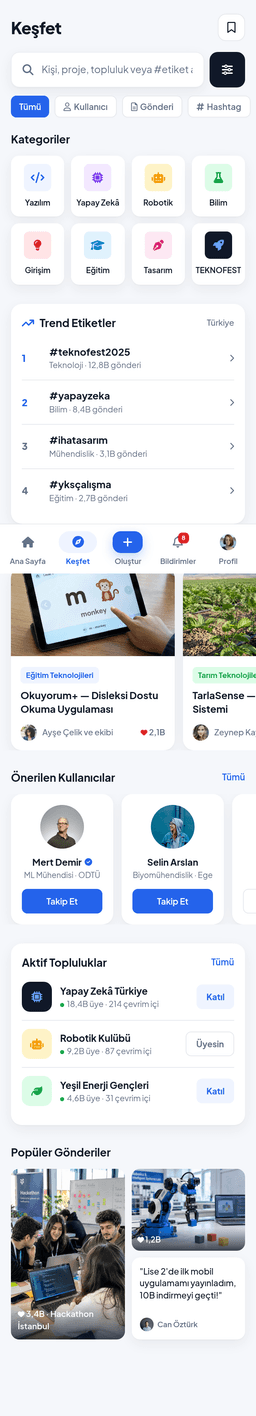 Keşfet
Kişi, proje, topluluk veya #etiket a
Tümü
Kullanıcı
Gönderi
# Hashtag
Kategoriler
Yazılım
Yapay Zekâ
Robotik
Bilim
Girişim
Eğitim
Tasarım
TEKNOFEST
Trend Etiketler
Türkiye
1
#teknofest2025
Teknoloji · 12,8B gönderi
2
#yapayzeka
Bilim · 8,4B gönderi
3
#ihatasarım
Mühendislik · 3,1B gönderi
4
#yksçalışma
Eğitim · 2,7B gönderi
Ana Sayfa
Keşfet
Oluştur
8
Bildirimler
Profil
m
monkey
Eğitim Teknolojileri
Okuyorum+ — Disleksi Dostu
Okuma Uygulaması
Ayşe Çelik ve ekibi
2,1B
Tarım Teknolojile
TarlaSense —
Sistemi
Zeynep Ka
Önerilen Kullanıcılar
Tümü
Mert Demir
ML Mühendisi · ODTÜ
Takip Et
Selin Arslan
Biyomühendislik · Ege
Takip Et
Aktif Topluluklar
Tümü
Yapay Zekâ Türkiye
18,4B üye · 214 çevrim içi
Katıl
Robotik Kulübü
9,2B üye · 87 çevrim içi
Üyesin
Yeşil Enerji Gençleri
4,6B üye · 31 çevrim içi
Katıl
Popüler Gönderiler
Hackathon
3,4B · Hackathon
İstanbul
1,2B
"Lise 2'de ilk mobil
uygulamamı yayınladım,
10B indirmeyi geçti!"
Can Öztürk